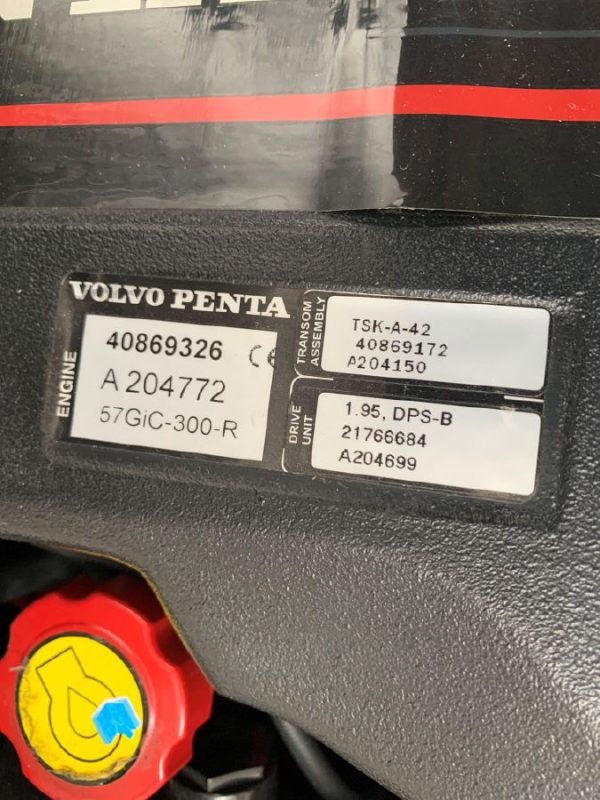 VOLVO PENTA
ENGINE
40869326
CE
A 204772
57GiC-300-R
TRANSOM
ASSEMBLY
TSK-A-42
40869172
A204150
DRIVE
UNIT
1.95, DPS-B
21766684
A204699